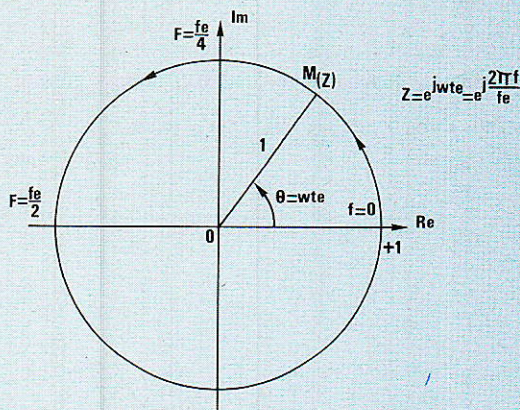 Im
F=fe/4
M(Z)
Z=e^jwte=e^j2πf/fe
1
F=fe/2
θ=wte
f=0
0
Re
+1